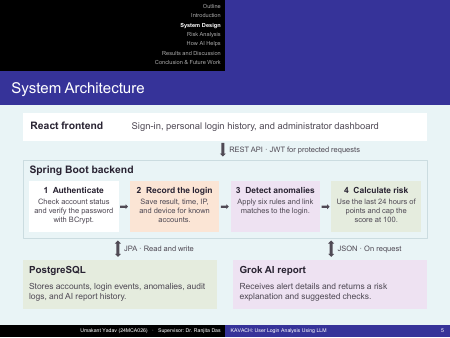 Outline
Introduction
System Design
Risk Analysis
How AI Helps
Results and Discussion
Conclusion & Future Work
System Architecture
React frontend Sign-in, personal login history, and administrator dashboard
REST API · JWT for protected requests
Spring Boot backend
1 Authenticate
Check account status
and verify the password
with BCrypt.
2 Record the login
Save result, time, IP,
and device for known
accounts.
3 Detect anomalies
Apply six rules and link
matches to the login.
4 Calculate risk
Use the last 24 hours of
points and cap the
score at 100.
JPA · Read and write
JSON · On request
PostgreSQL
Stores accounts, login events, anomalies, audit
logs, and AI report history.
Grok AI report
Receives alert details and returns a risk
explanation and suggested checks.
Umakant Yadav (24MCA026) · Supervisor: Dr. Ranjita Das
KAVACH: User Login Analysis Using LLM
5